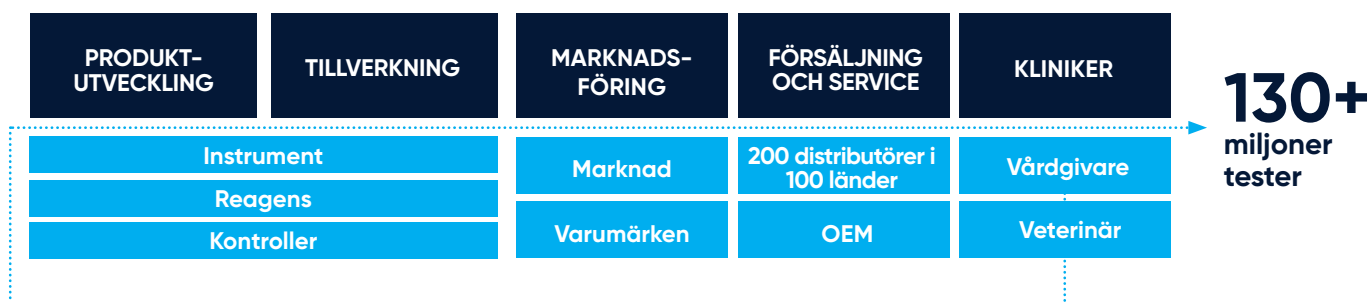 PRODUKT-
UTVECKLING
TILLVERKNING
MARKNADS-
FÖRING
FÖRSÄLJNING
OCH SERVICE
KLINIKER
130+
miljoner
tester
Instrument
Reagens
Kontroller
Marknad
Varumärken
200 distributörer i
100 länder
OEM
Vårdgivare
Veterinär